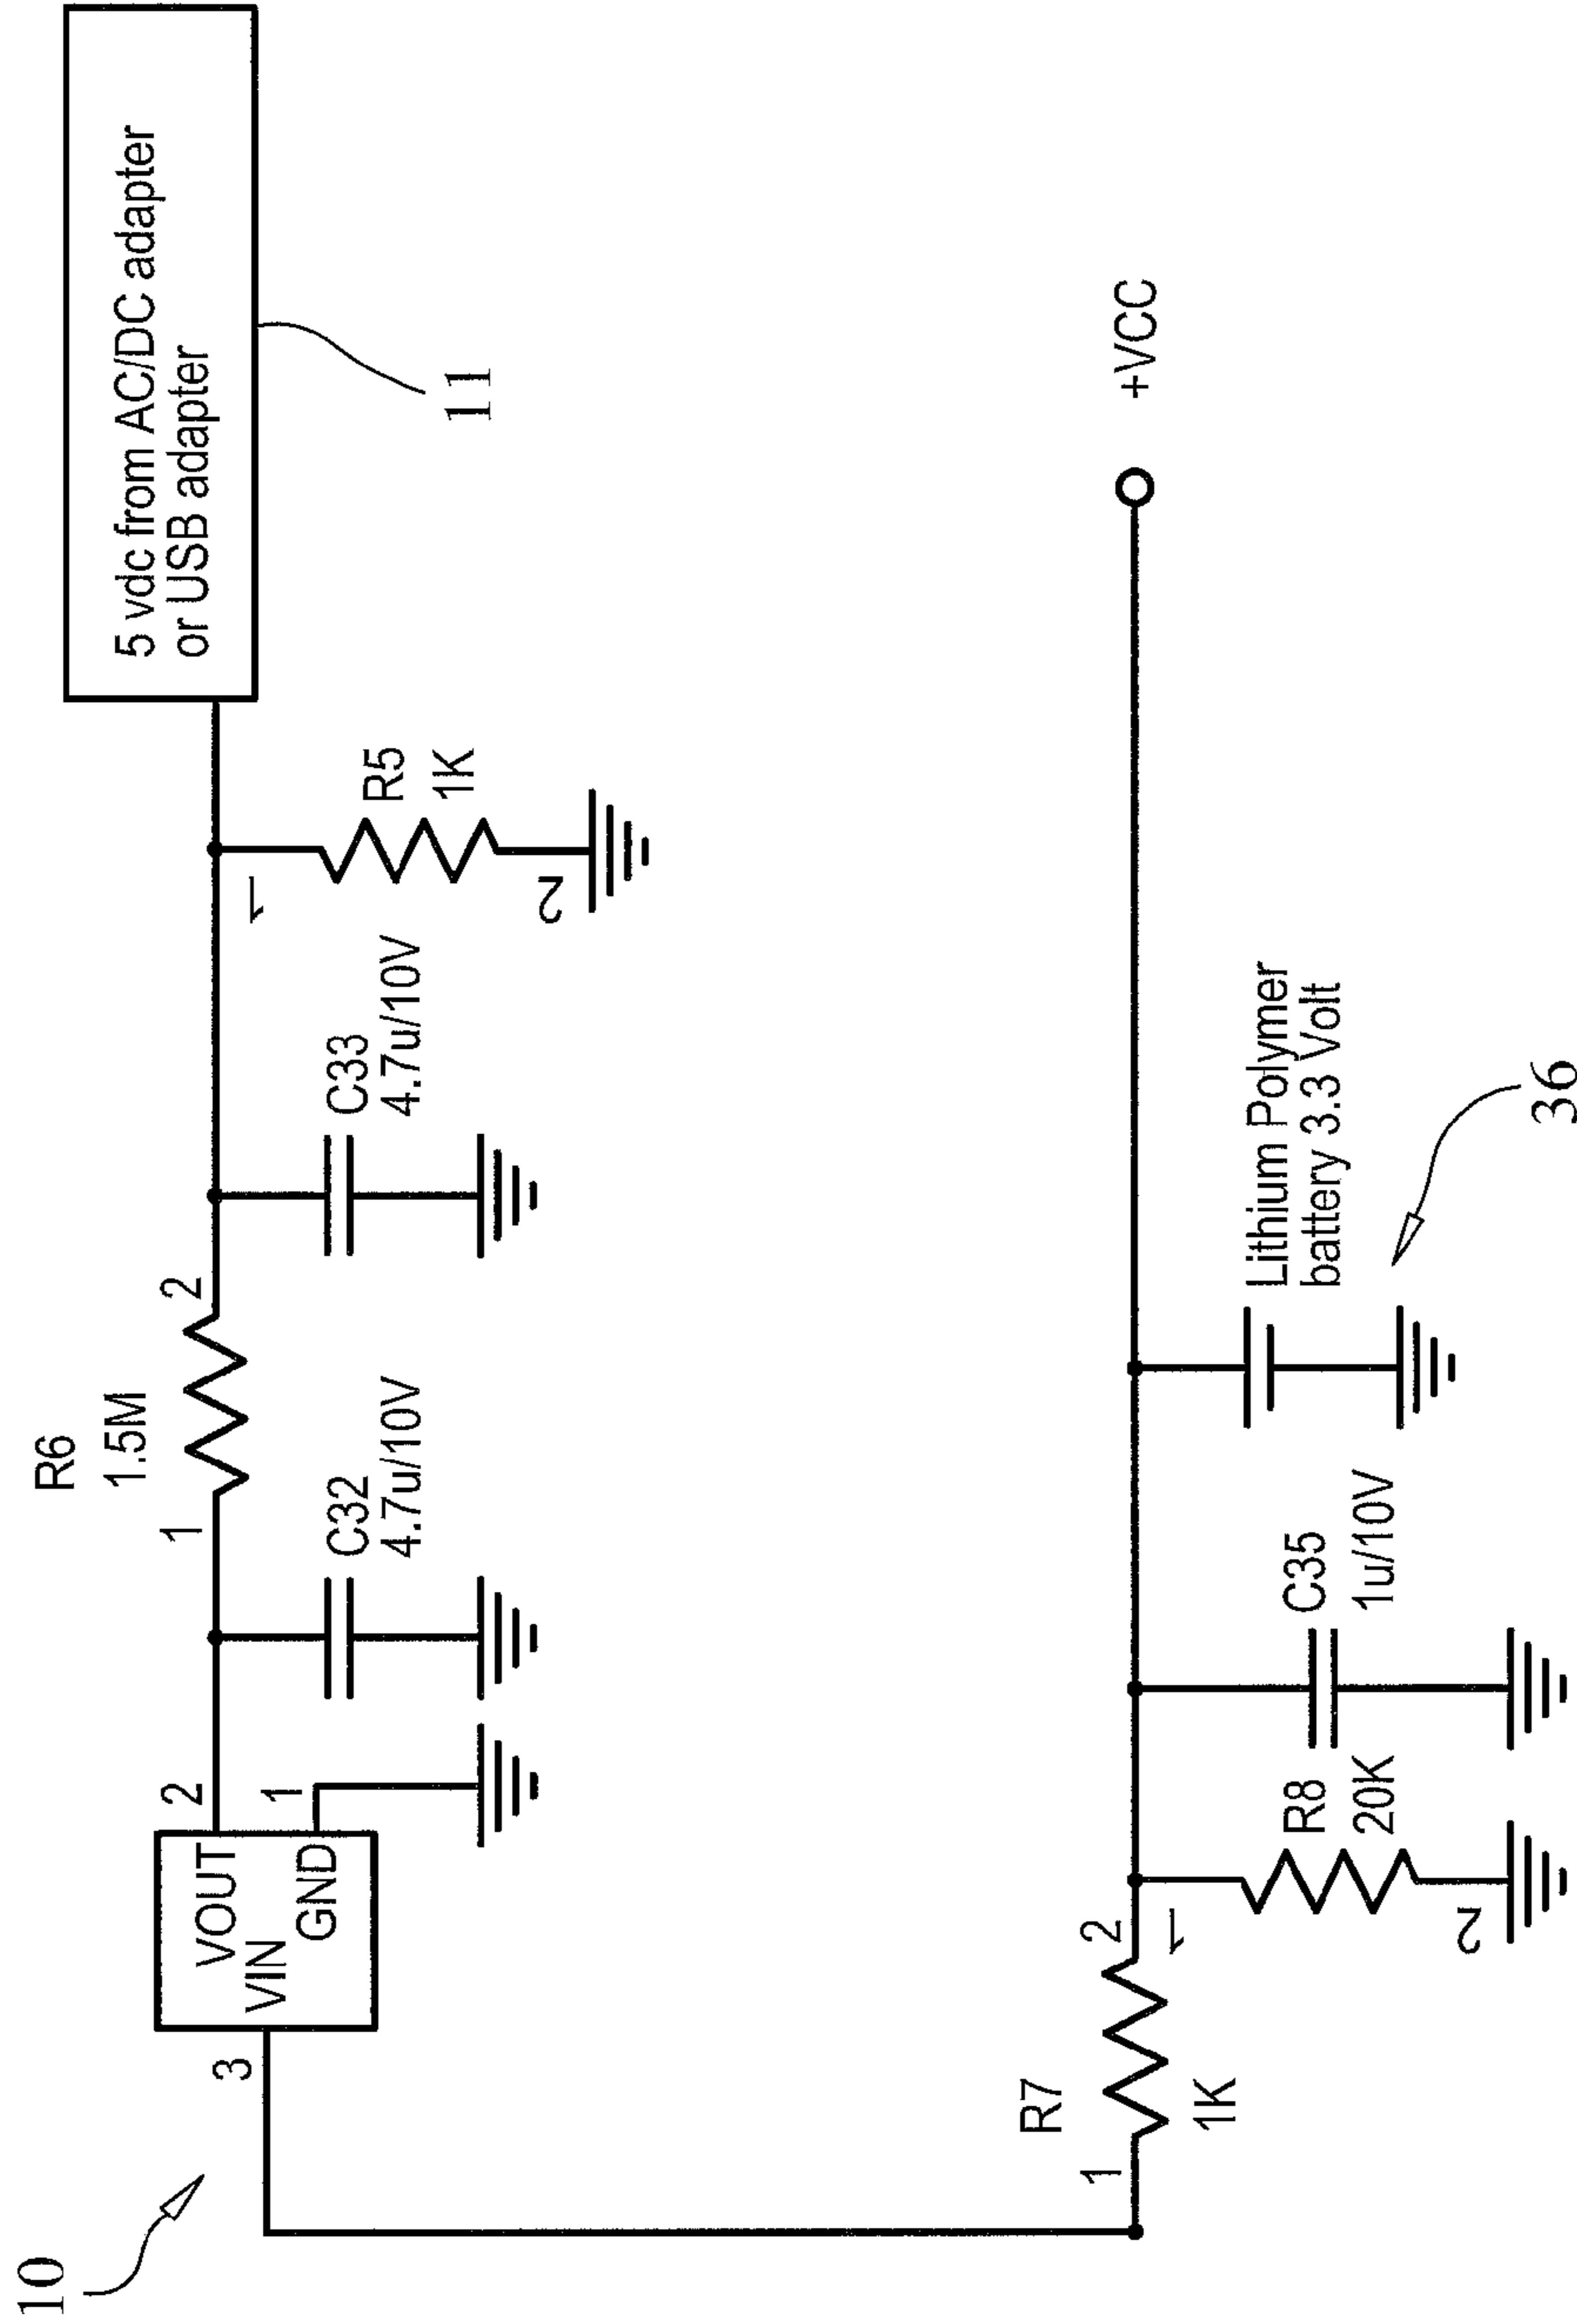 10
3
VOUT
VIN
GND
2
1
R6
1.5M
1
2
C32
4.7u/10V
C33
4.7u/10V
1
2
R5
1K
5 vdc from AC/DC adapter
or USB adapter
11
R7
1K
1
2
1
2
R8
20K
C35
1u/10V
Lithium Polymer
battery 3.3 Volt
36
+VCC